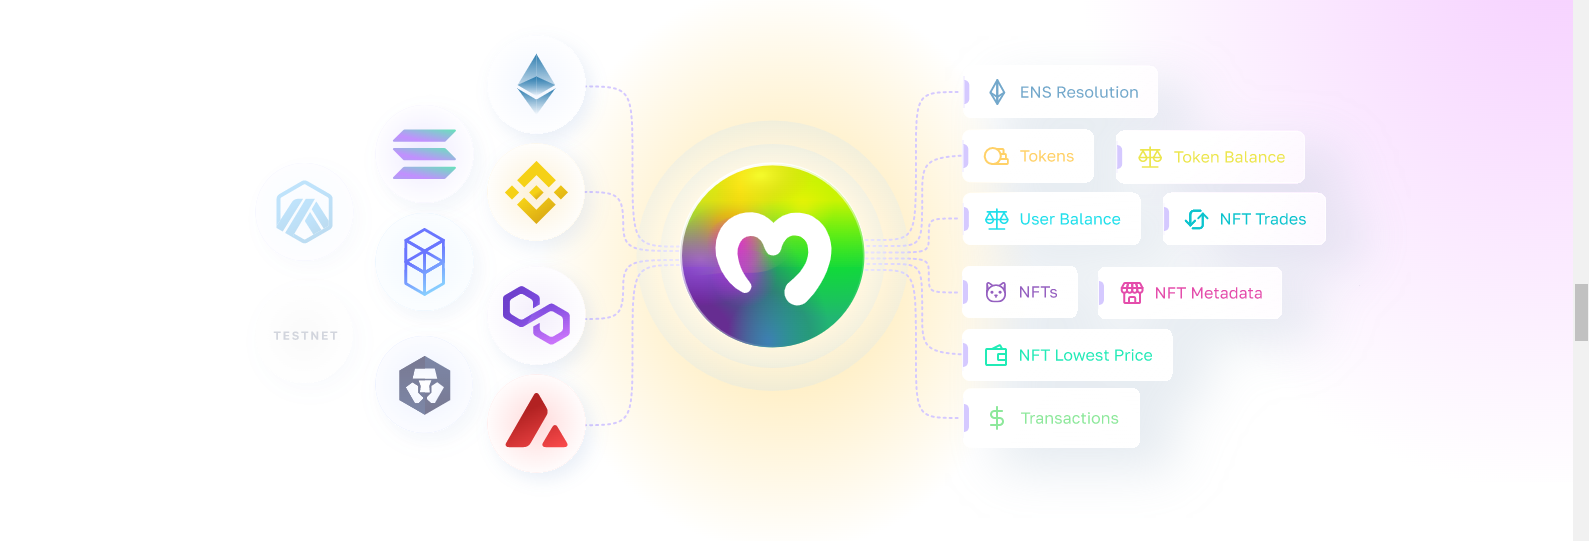 TESTNET
ENS Resolution
Tokens
Token Balance
User Balance
NFT Trades
NFTs
NFT Metadata
NFT Lowest Price
Transactions